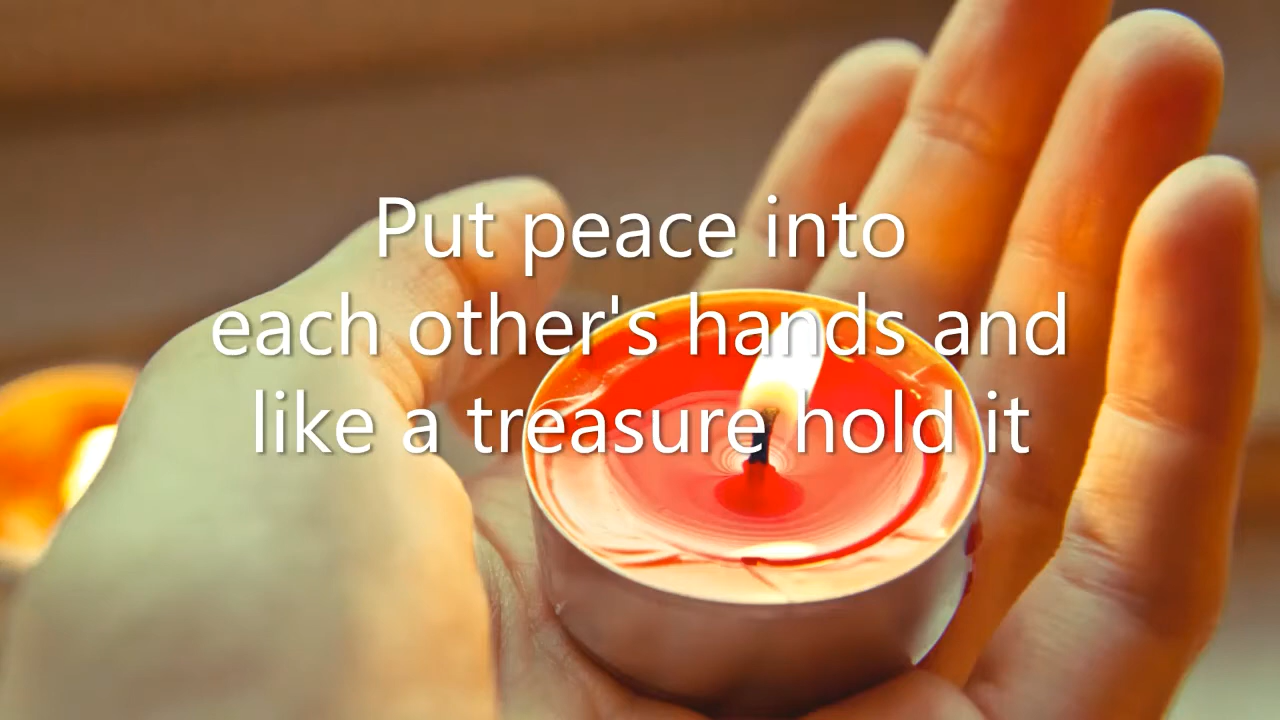 Put peace into
each other's hands and
like a treasure hold it